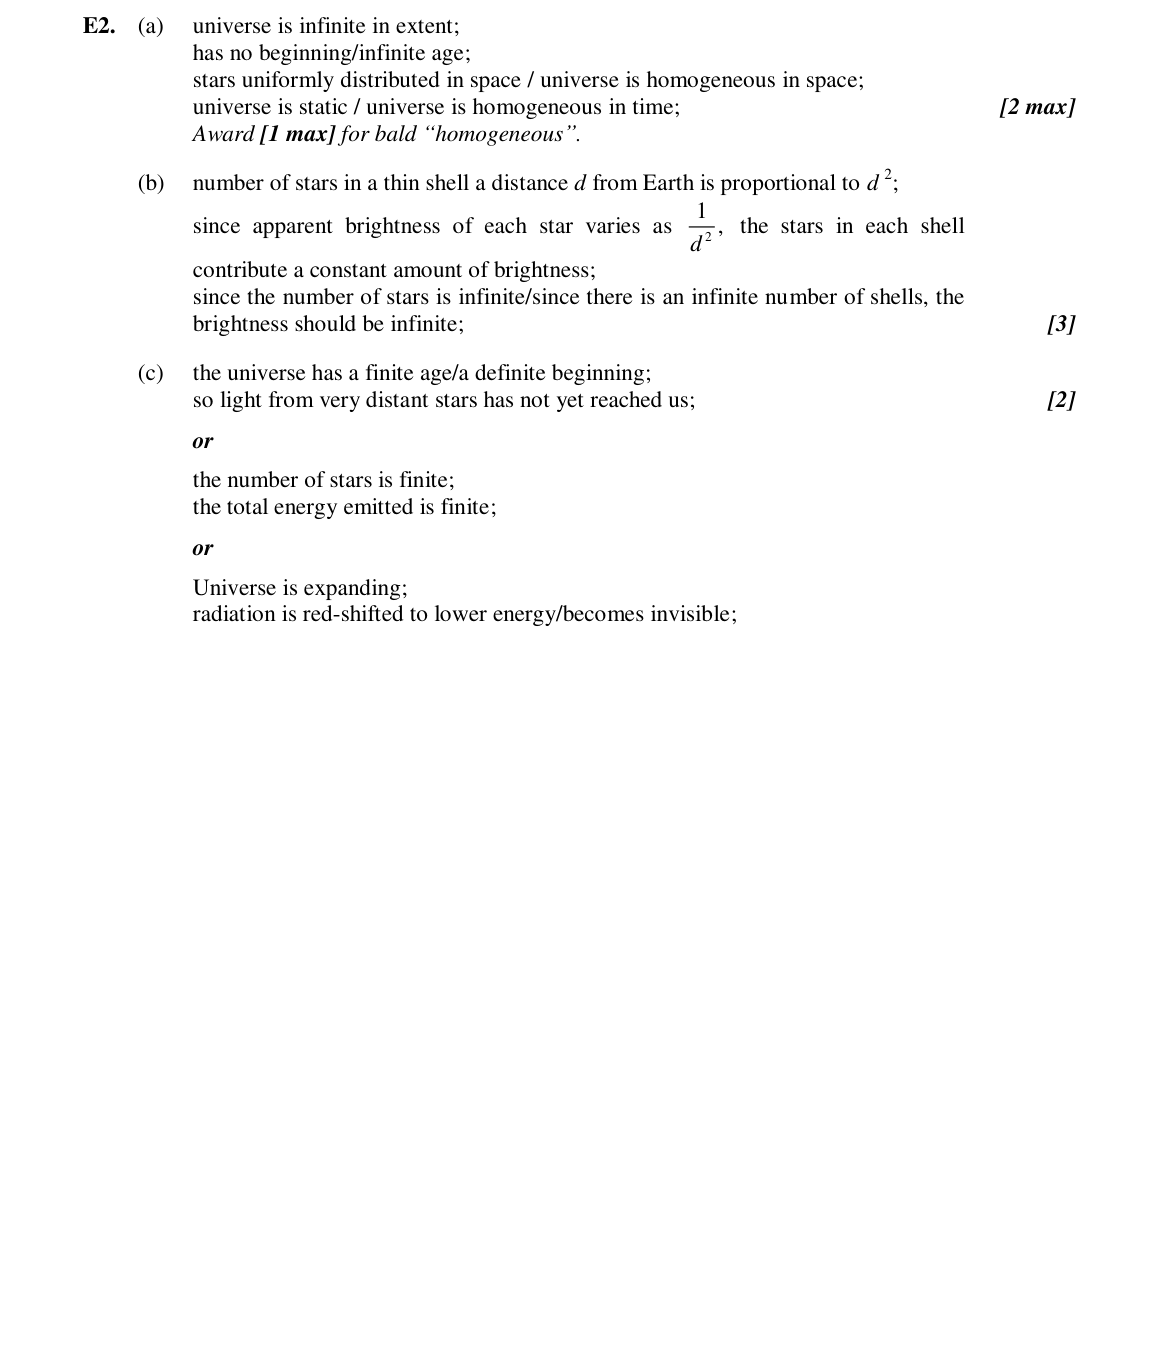 E2. (a) universe is infinite in extent;
has no beginning/infinite age;
stars uniformly distributed in space / universe is homogeneous in space;
universe is static / universe is homogeneous in time; [2 max]
Award [1 max] for bald “homogeneous”.
(b) number of stars in a thin shell a distance d from Earth is proportional to d²;
since apparent brightness of each star varies as 1/d², the stars in each shell
contribute a constant amount of brightness;
since the number of stars is infinite/since there is an infinite number of shells, the
brightness should be infinite; [3]
(c) the universe has a finite age/a definite beginning;
so light from very distant stars has not yet reached us; [2]
or
the number of stars is finite;
the total energy emitted is finite;
or
Universe is expanding;
radiation is red-shifted to lower energy/becomes invisible;